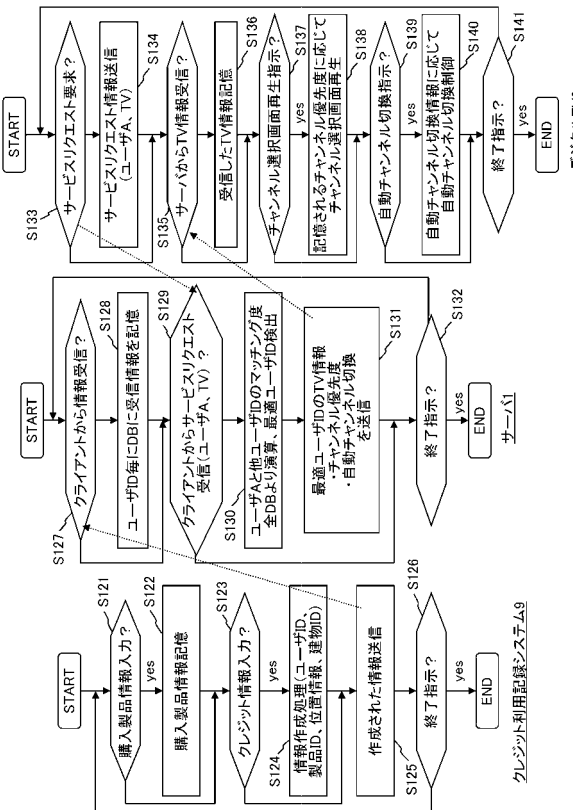 START
S121
購入製品情報入力？
yes
S122
購入製品情報記憶
S123
クレジット情報入力？
yes
S124
情報作成処理(ユーザID、
製品ID、位置情報、建物ID)
作成された情報送信
S125
S126
終了指示？
yes
END
クレジット利用記録システム9
START
S127
クライアントから情報受信？
S128
ユーザID毎にDBに受信情報を記憶
S129
クライアントからサービスリクエスト
受信(ユーザA、TV)？
S130
ユーザAと他ユーザIDのマッチング度
全DBより演算、最適ユーザID検出
最適ユーザIDのTV情報
・チャンネル優先度
・自動チャンネル切換
を送信
S131
S132
終了指示？
yes
END
サーバ1
START
S133
サービスリクエスト要求？
サービスリクエスト情報送信
(ユーザA、TV)
S134
S135
サーバからTV情報受信？
受信したTV情報記憶
S136
チャンネル選択画面再生指示？
S137
yes
記憶されるチャンネル優先度に応じて
チャンネル選択画面再生
S138
自動チャンネル切換指示？
S139
yes
自動チャンネル切換情報に応じて
自動チャンネル切換制御
S140
終了指示？
S141
yes
END